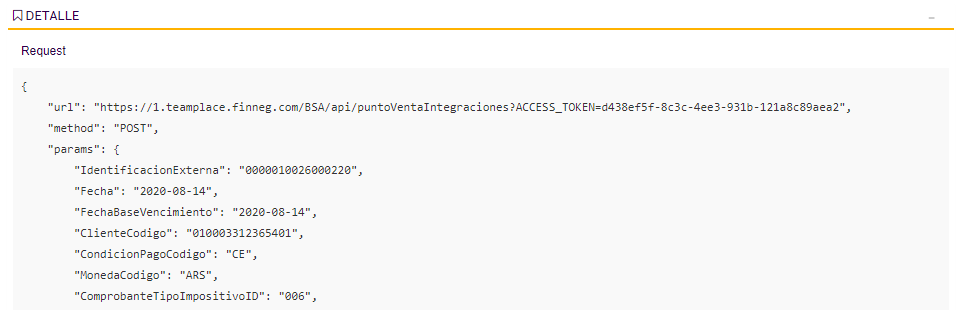 DETALLE
Request
{
"url": "https://1.teamplace.finneg.com/BSA/api/puntoVentaIntegraciones?ACCESS_TOKEN=d438ef5f-8c3c-4ee3-931b-121a8c89aea2",
"method": "POST",
"params": {
"IdentificacionExterna": "0000010026000220",
"Fecha": "2020-08-14",
"FechaBaseVencimiento": "2020-08-14",
"ClienteCodigo": "010003312365401",
"CondicionPagoCodigo": "CE",
"MonedaCodigo": "ARS",
"ComprobanteTipoImpositivoID": "006",